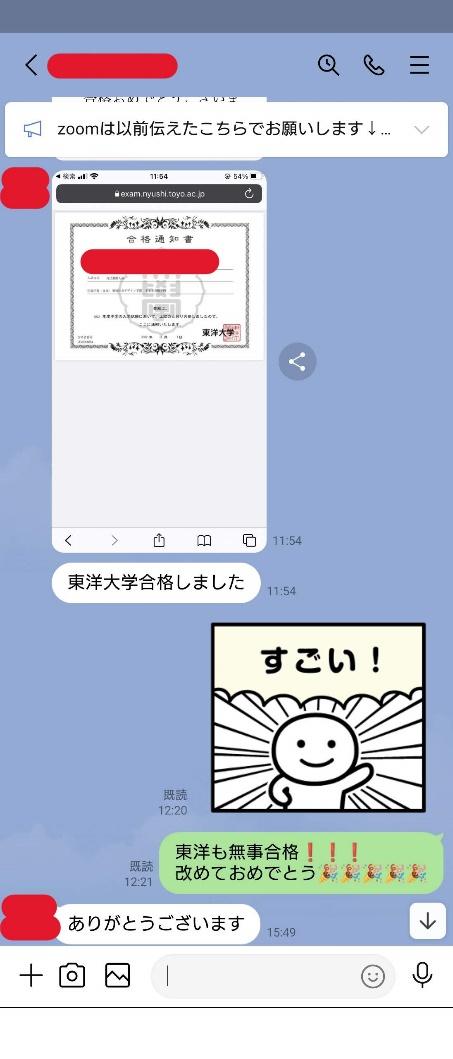 zoomは以前伝えたこちらでお願いします↓...
検索
11:54
54%
exam.nyushi.toyo.ac.jp
合格通知書
東洋大学
11:54
東洋大学合格しました
11:54
すごい！
既読
12:20
東洋も無事合格❗❗❗
改めておめでとう🎉🎉🎉🎉🎉
既読
12:21
ありがとうございます
15:49